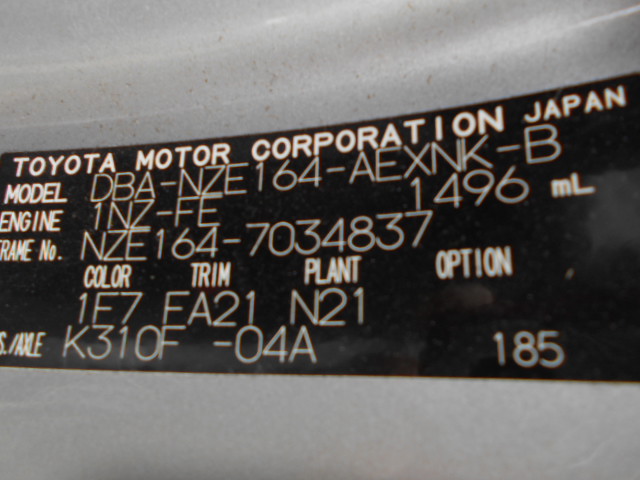 TOYOTA MOTOR CORPORATION JAPAN
MODEL DBA-NZE164-AEXNK-B
ENGINE 1NZ-FE 1496 mL
FRAME No. NZE164-7034837
COLOR TRIM PLANT OPTION
1F7 FA21 N21
S./AXLE K310F -04A 185